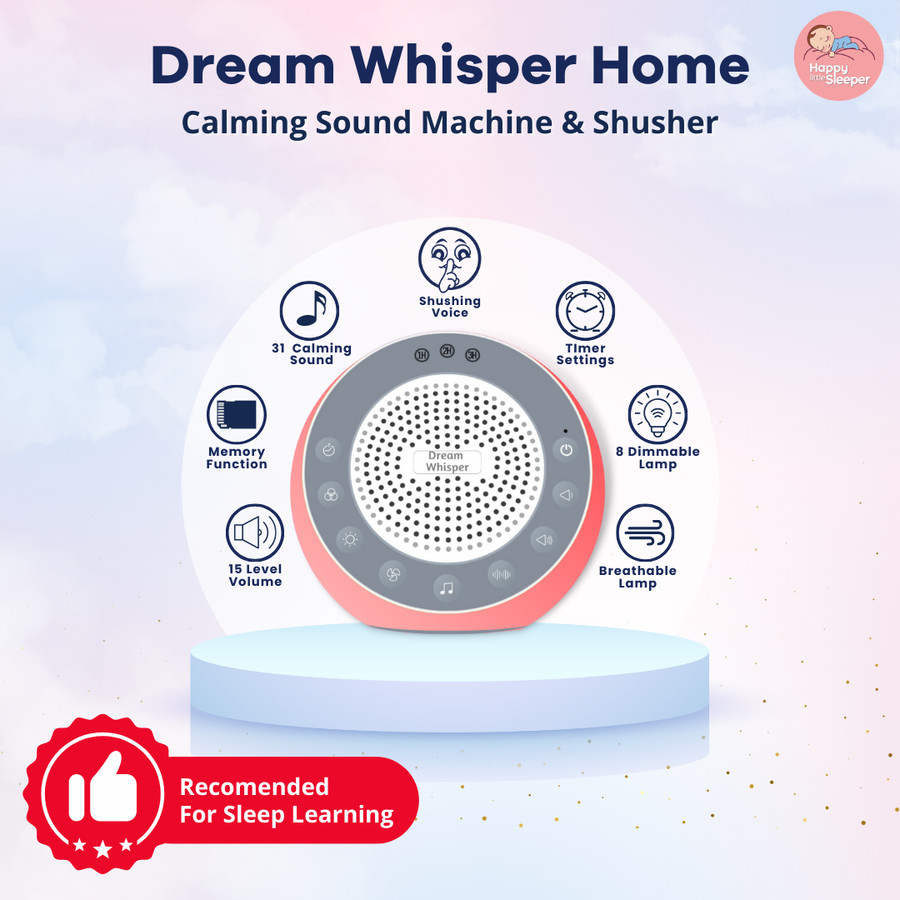 Dream Whisper Home
Calming Sound Machine & Shusher
Happy
little Sleeper
Shushing
Voice
31 Calming
Sound
TImer
Settings
1H 2H 3H
Memory
Function
8 Dimmable
Lamp
Dream
Whisper
15 Level
Volume
Breathable
Lamp
Recomended
For Sleep Learning